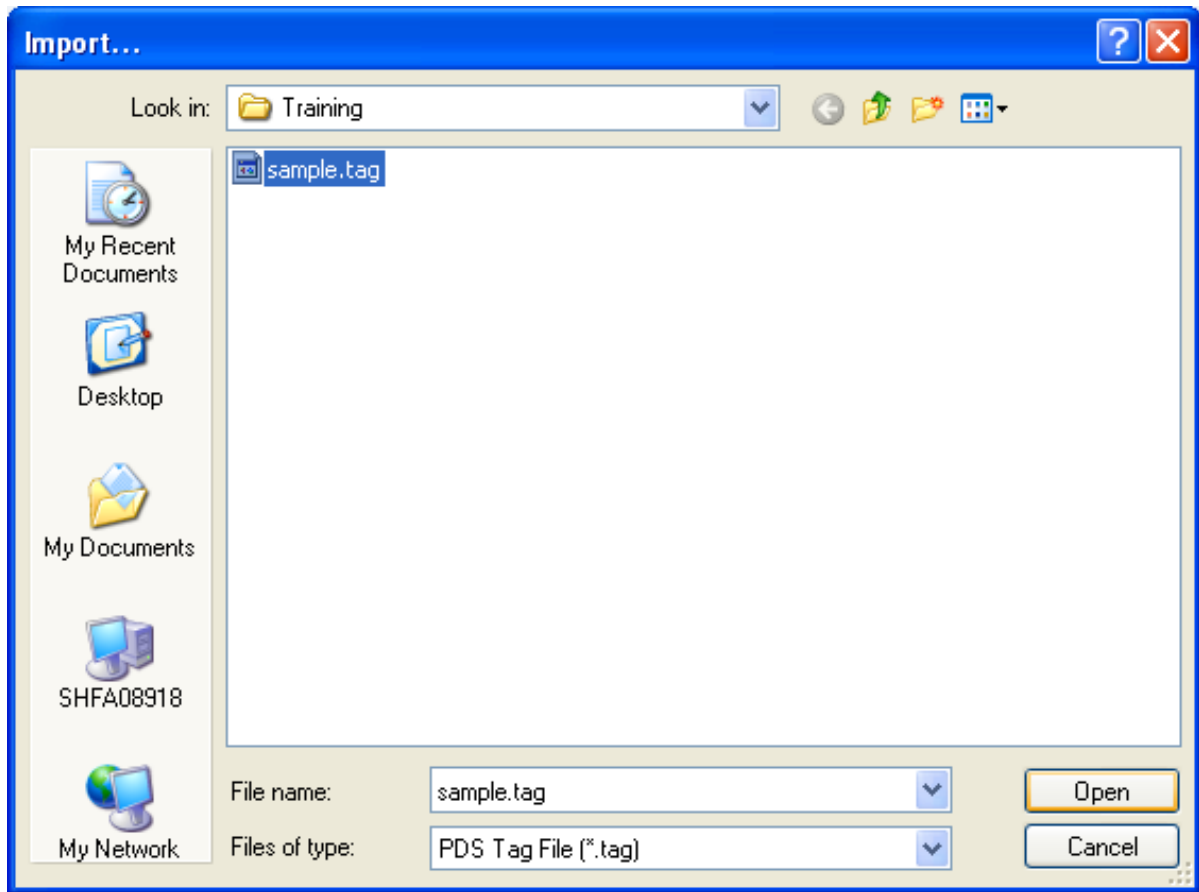 Import...
Look in:
Training
sample.tag
My Recent
Documents
Desktop
My Documents
SHFA08918
My Network
File name:
sample.tag
Open
Files of type:
PDS Tag File (*.tag)
Cancel